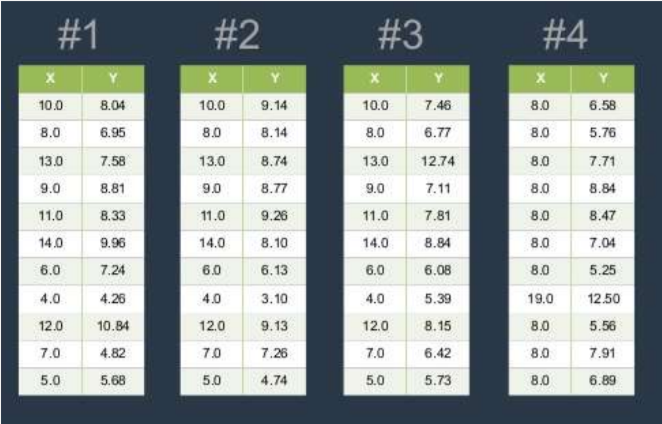 #1 #2 #3 #4
X Y X Y X Y X Y
10.0 8.04 10.0 9.14 10.0 7.46 8.0 6.58
8.0 6.95 8.0 8.14 8.0 6.77 8.0 5.76
13.0 7.58 13.0 8.74 13.0 12.74 8.0 7.71
9.0 8.81 9.0 8.77 9.0 7.11 8.0 8.84
11.0 8.33 11.0 9.26 11.0 7.81 8.0 8.47
14.0 9.96 14.0 8.10 14.0 8.84 8.0 7.04
6.0 7.24 6.0 6.13 6.0 6.08 8.0 5.25
4.0 4.26 4.0 3.10 4.0 5.39 19.0 12.50
12.0 10.84 12.0 9.13 12.0 8.15 8.0 5.56
7.0 4.82 7.0 7.26 7.0 6.42 8.0 7.91
5.0 5.68 5.0 4.74 5.0 5.73 8.0 6.89